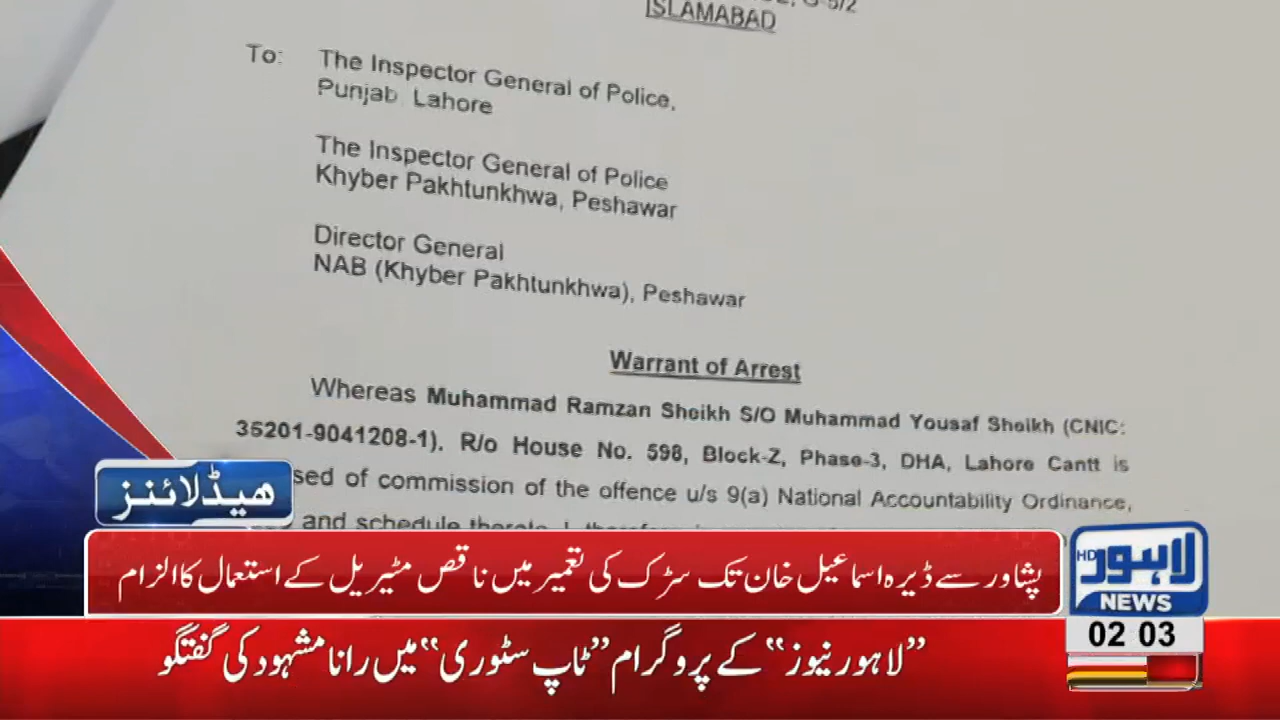 G-5/2
ISLAMABAD
To:
The Inspector General of Police,
Punjab Lahore
The Inspector General of Police
Khyber Pakhtunkhwa, Peshawar
Director General
NAB (Khyber Pakhtunkhwa), Peshawar
Warrant of Arrest
Whereas Muhammad Ramzan Sheikh S/O Muhammad Yousaf Sheikh (CNIC:
35201-9041208-1). R/o House No. 598, Block-Z, Phase-3, DHA, Lahore Cantt is
sed of commission of the offence u/s 9(a) National Accountability Ordinance,
and schedule thereto I therefore
ہیڈلائنز
پشاور سے ڈیرہ اسماعیل خان تک سڑک کی تعمیر میں ناقص مٹیریل کے استعمال کا الزام
HD لاہور
NEWS
02 03
”لاہور نیوز“ کے پروگرام ”ٹاپ سٹوری“ میں رانا مشہود کی گفتگو